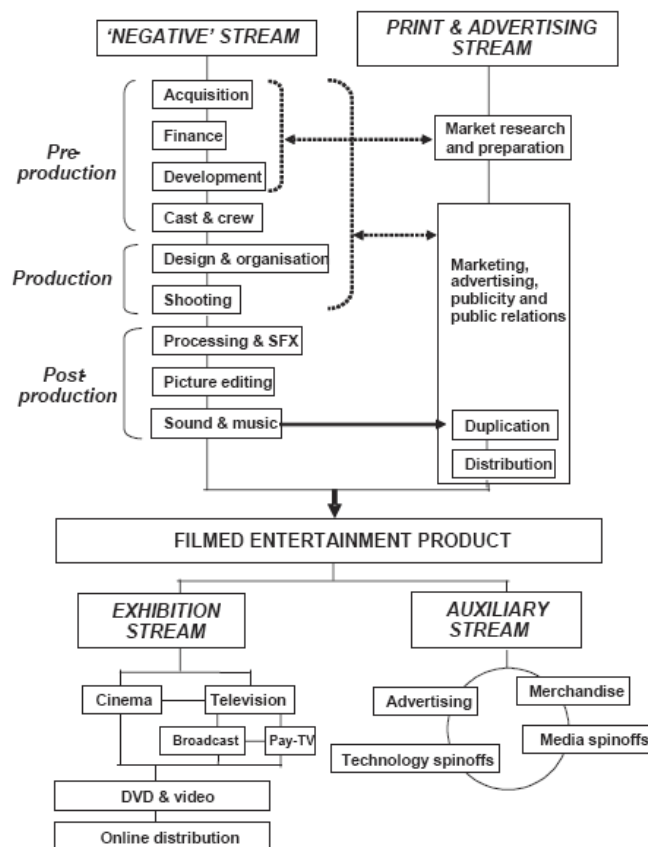 ‘NEGATIVE’ STREAM
PRINT & ADVERTISING
STREAM
Pre-
production
Acquisition
Finance
Development
Cast & crew
Market research
and preparation
Production
Design & organisation
Shooting
Marketing,
advertising,
publicity and
public relations
Post-
production
Processing & SFX
Picture editing
Sound & music
Duplication
Distribution
FILMED ENTERTAINMENT PRODUCT
EXHIBITION
STREAM
AUXILIARY
STREAM
Cinema
Television
Broadcast
Pay-TV
DVD & video
Online distribution
Advertising
Merchandise
Technology spinoffs
Media spinoffs